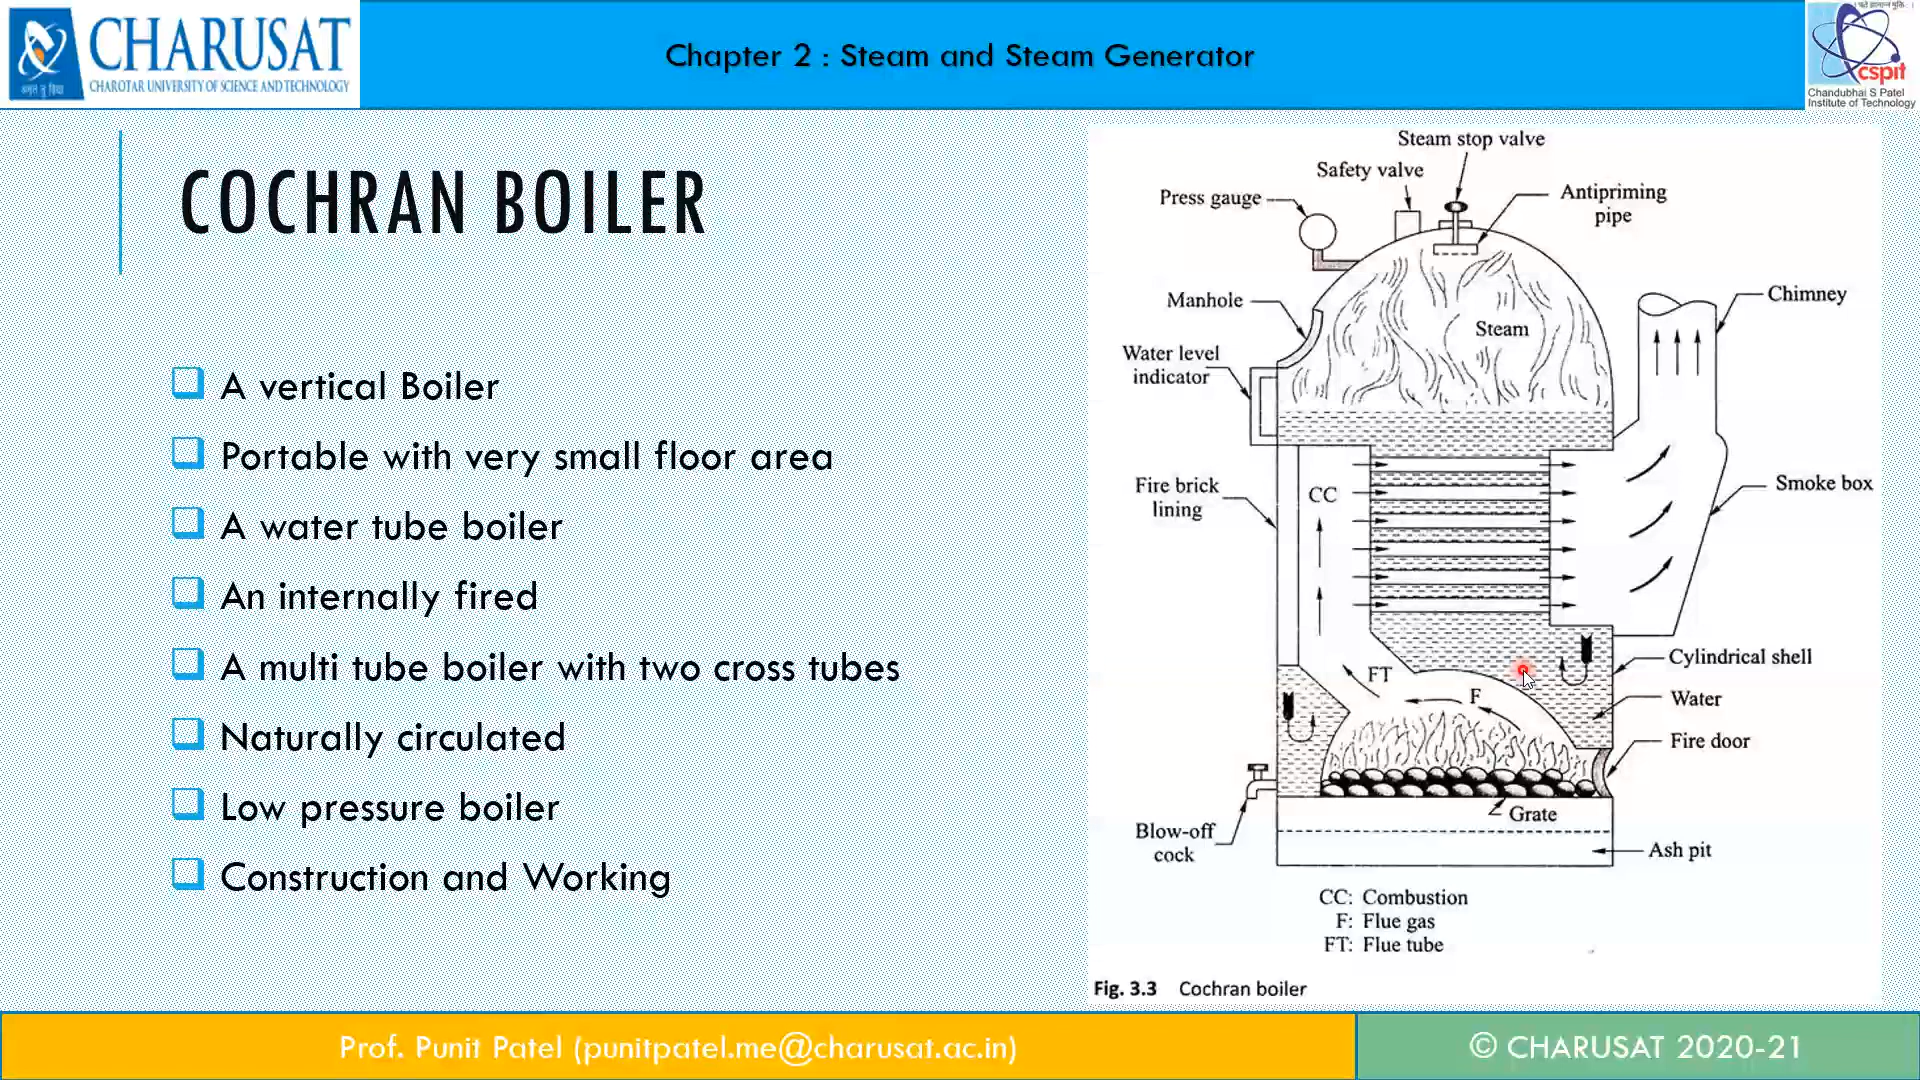 CHARUSAT
CHAROTAR UNIVERSITY OF SCIENCE AND TECHNOLOGY
Chapter 2 : Steam and Steam Generator
cspit
Chandubhai S Patel
Institute of Technology
COCHRAN BOILER
A vertical Boiler
Portable with very small floor area
A water tube boiler
An internally fired
A multi tube boiler with two cross tubes
Naturally circulated
Low pressure boiler
Construction and Working
Steam stop valve
Safety valve
Press gauge
Antipriming
pipe
Manhole
Chimney
Steam
Water level
indicator
Fire brick
lining
CC
Smoke box
FT
F
Cylindrical shell
Water
Fire door
Grate
Blow-off
cock
Ash pit
CC: Combustion
F: Flue gas
FT: Flue tube
Fig. 3.3 Cochran boiler
Prof. Punit Patel (punitpatel.me@charusat.ac.in)
© CHARUSAT 2020-21